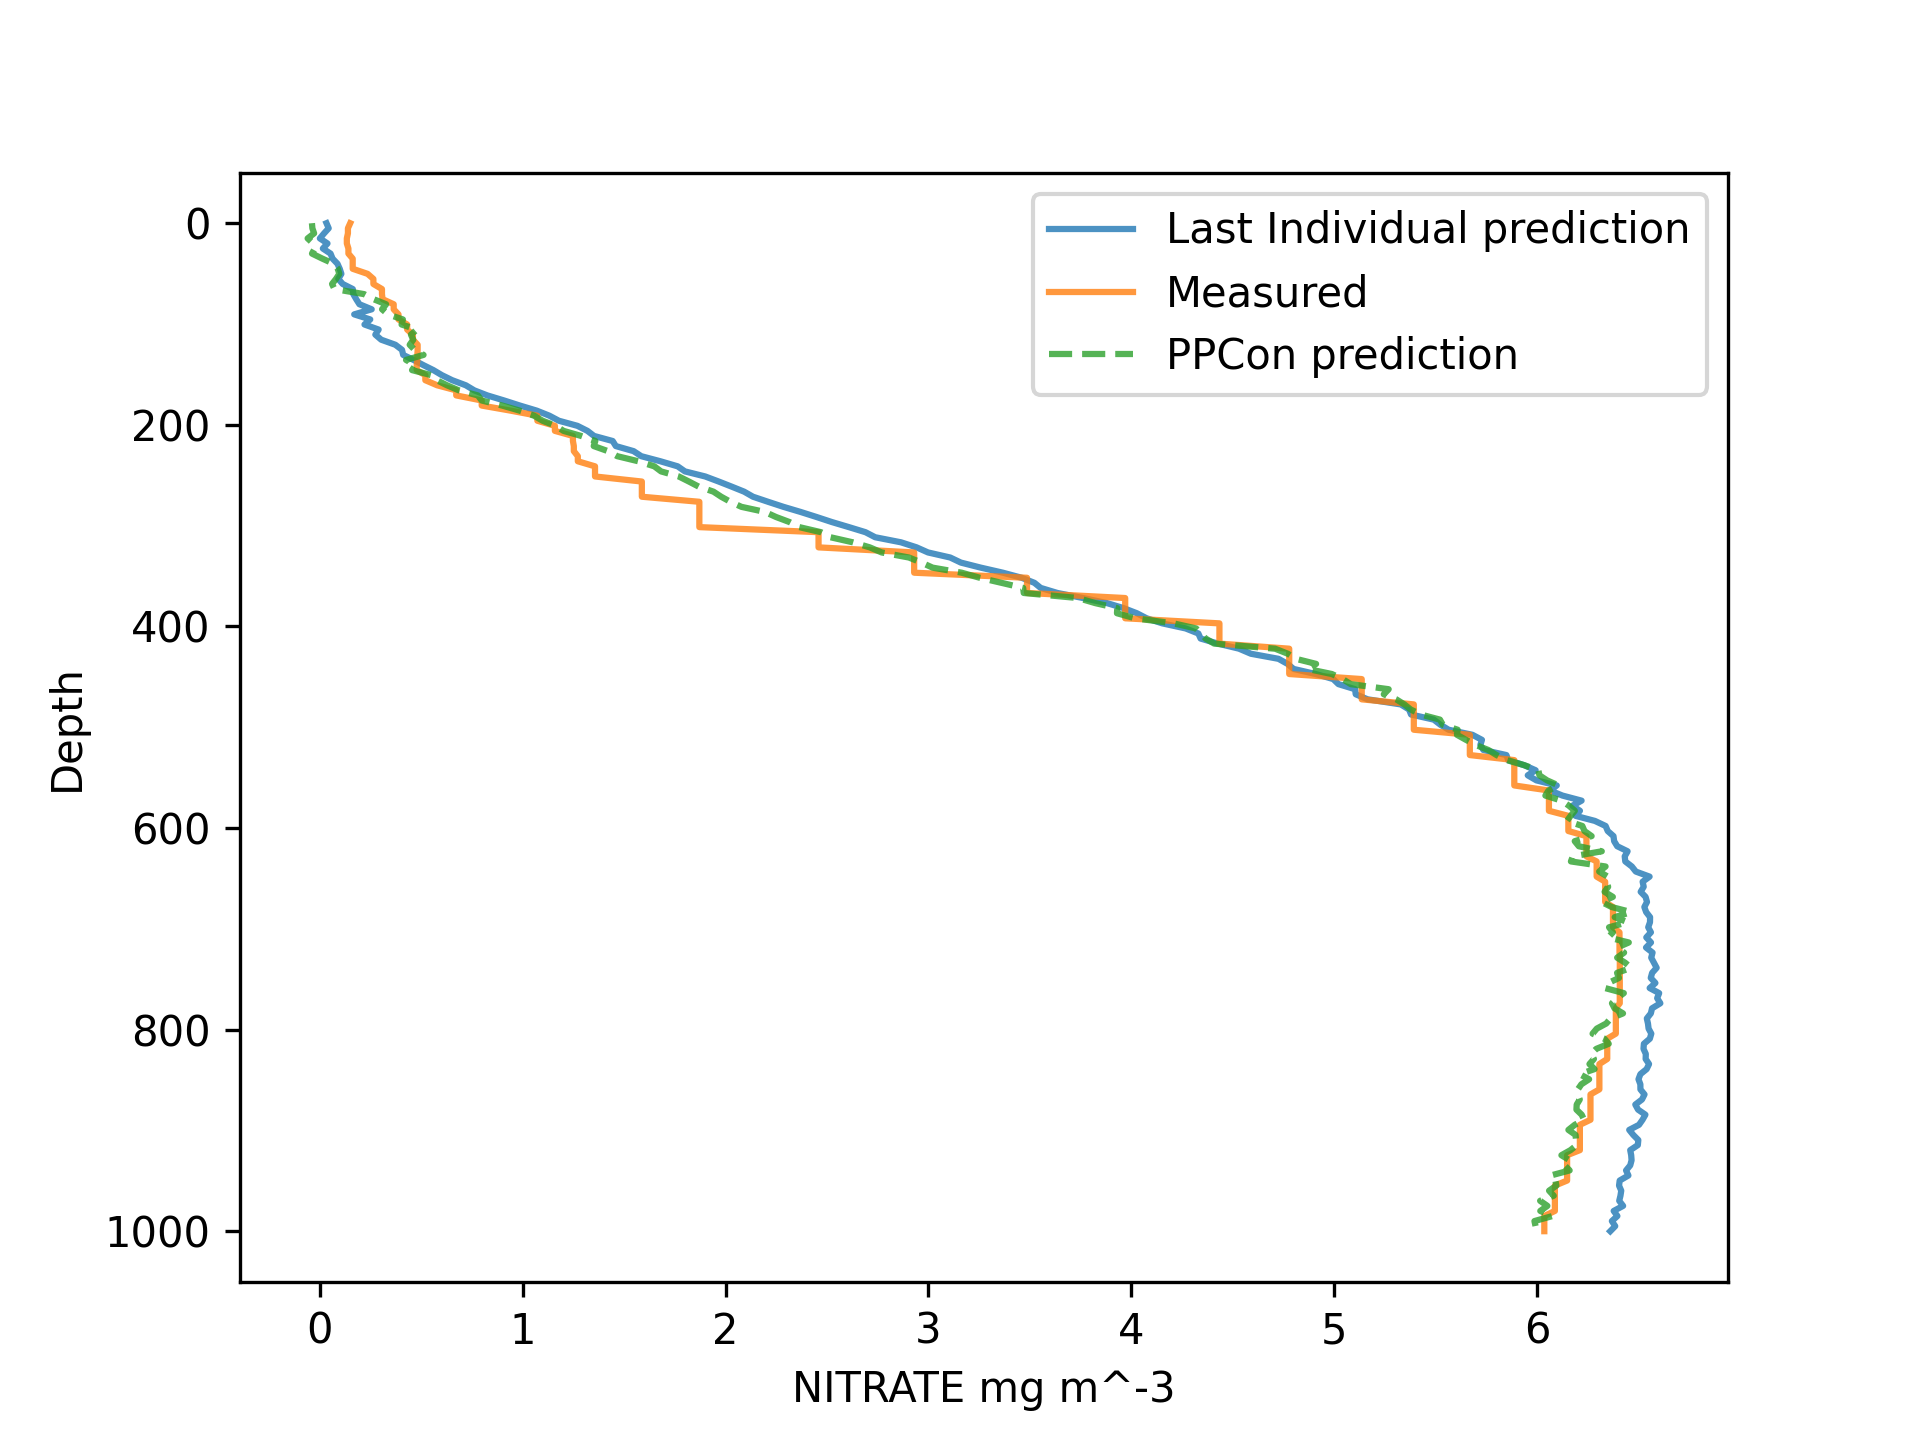 Last Individual prediction
Measured
PPCon prediction
0
200
400
600
800
1000
Depth
0 1 2 3 4 5 6
NITRATE mg m^-3